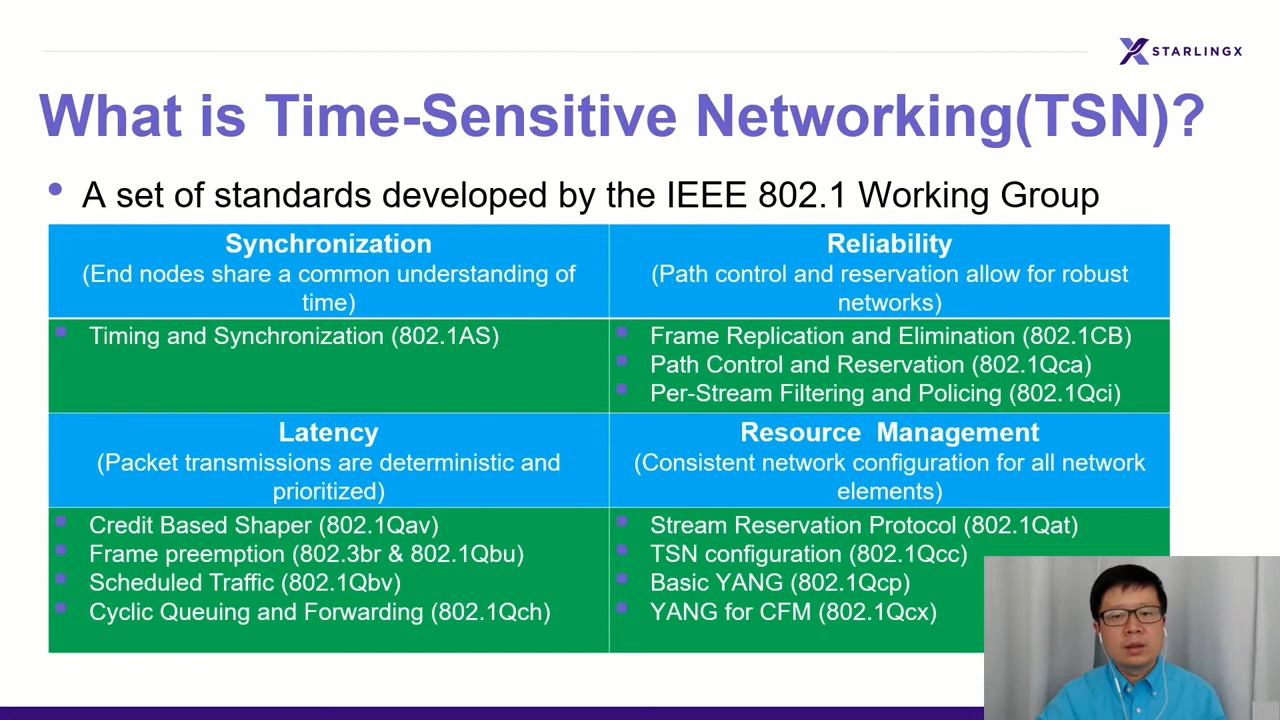 STARLINGX
What is Time-Sensitive Networking(TSN)?
A set of standards developed by the IEEE 802.1 Working Group
Synchronization
(End nodes share a common understanding of
time)
Reliability
(Path control and reservation allow for robust
networks)
Timing and Synchronization (802.1AS)
Frame Replication and Elimination (802.1CB)
Path Control and Reservation (802.1Qca)
Per-Stream Filtering and Policing (802.1Qci)
Latency
(Packet transmissions are deterministic and
prioritized)
Resource Management
(Consistent network configuration for all network
elements)
Credit Based Shaper (802.1Qav)
Frame preemption (802.3br & 802.1Qbu)
Scheduled Traffic (802.1Qbv)
Cyclic Queuing and Forwarding (802.1Qch)
Stream Reservation Protocol (802.1Qat)
TSN configuration (802.1Qcc)
Basic YANG (802.1Qcp)
YANG for CFM (802.1Qcx)